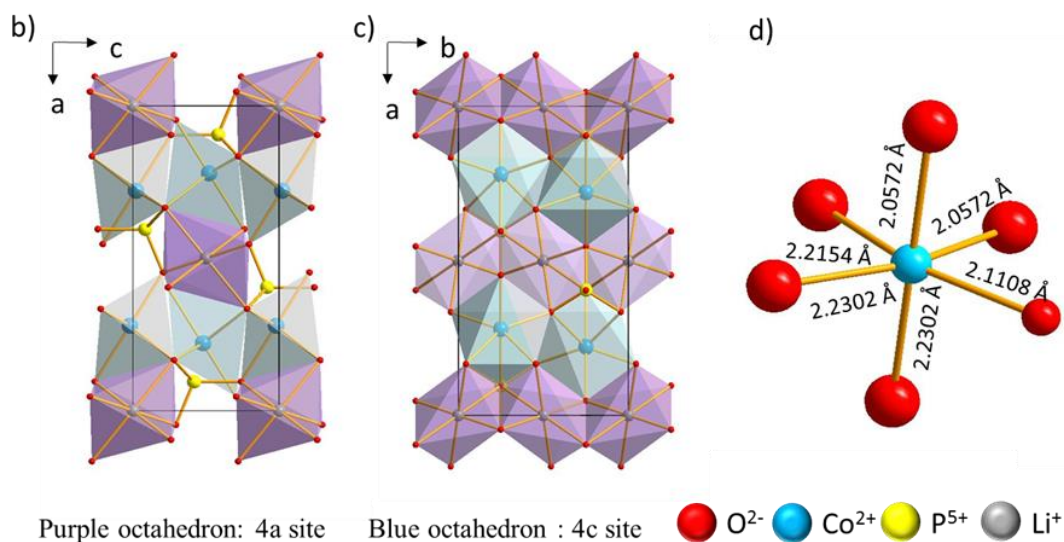 b)
c
a
c)
b
a
d)
2.0572 Å
2.0572 Å
2.2154 Å
2.1108 Å
2.2302 Å
2.2302 Å
Purple octahedron: 4a site
Blue octahedron : 4c site
O²⁻
Co²⁺
P⁵⁺
Li⁺